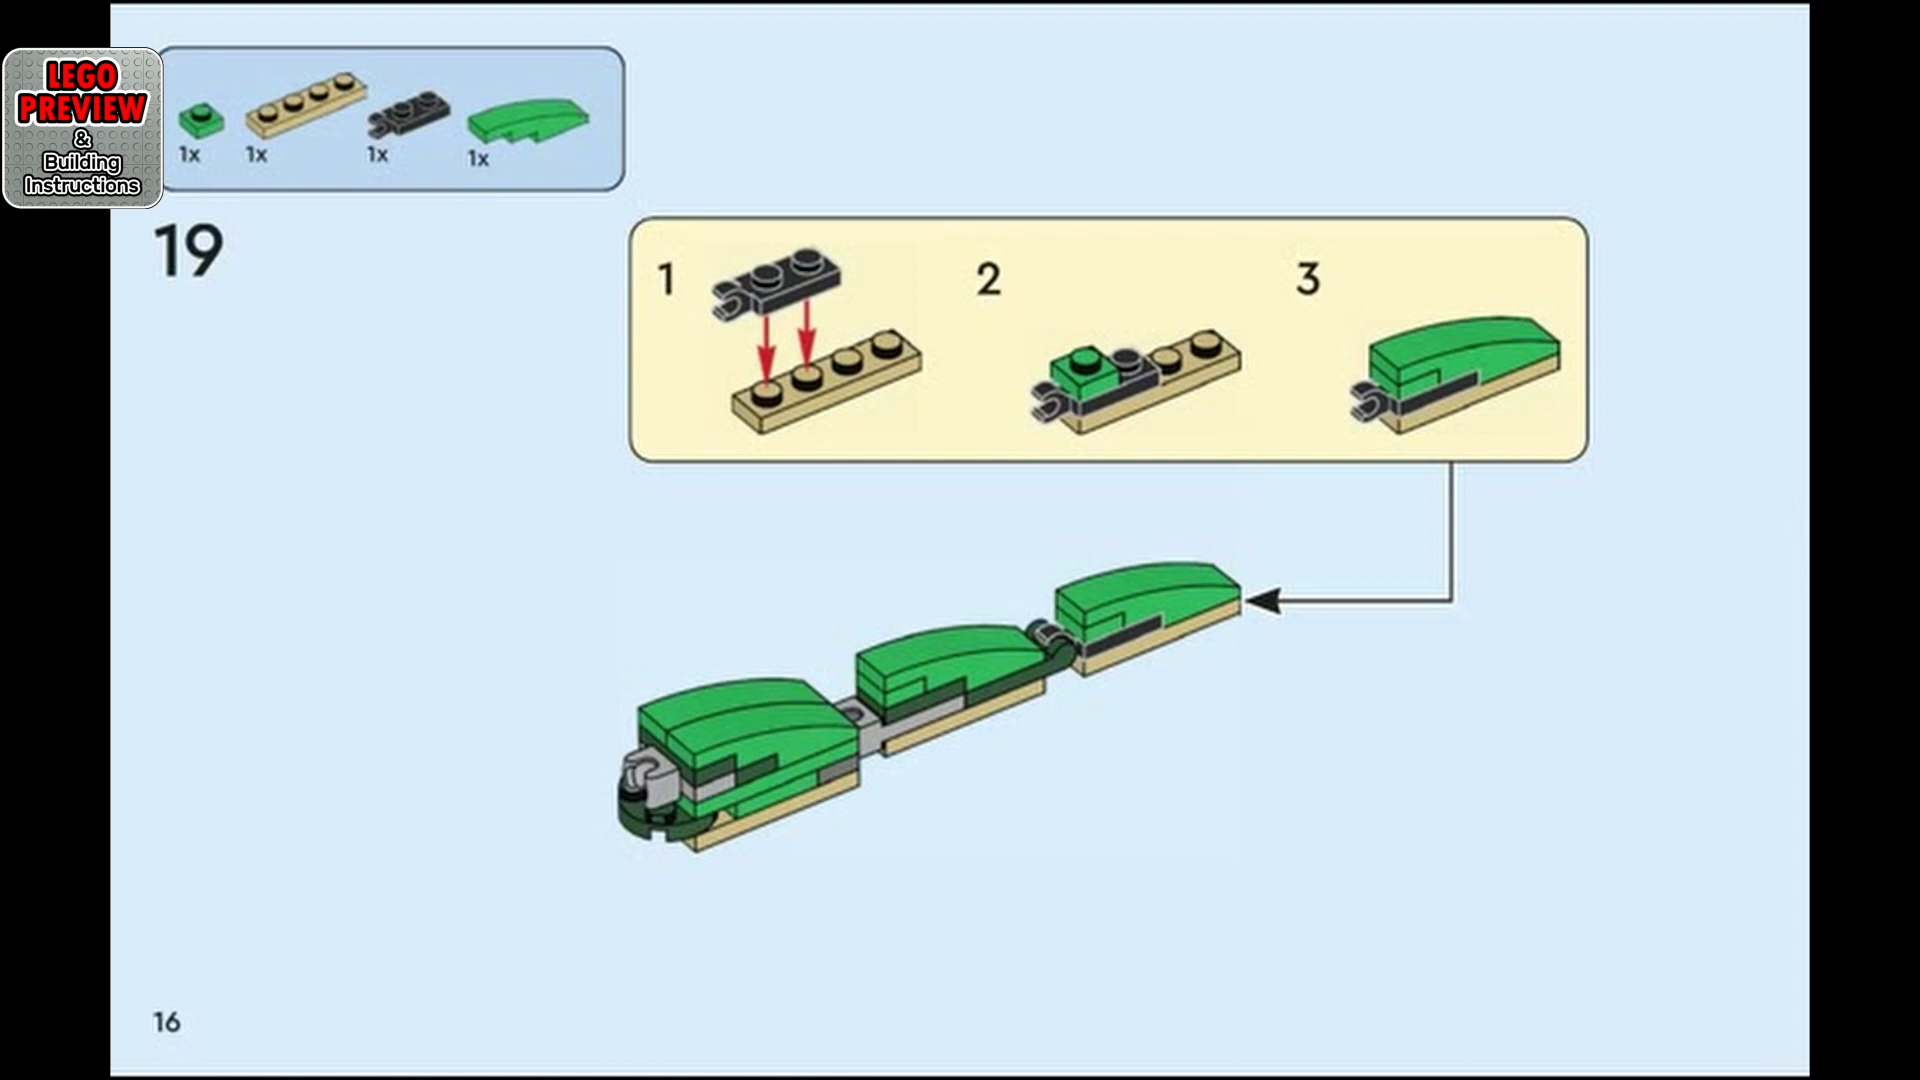 LEGO
PREVIEW
&
Building
Instructions
1x 1x 1x 1x
19
1 2 3
16